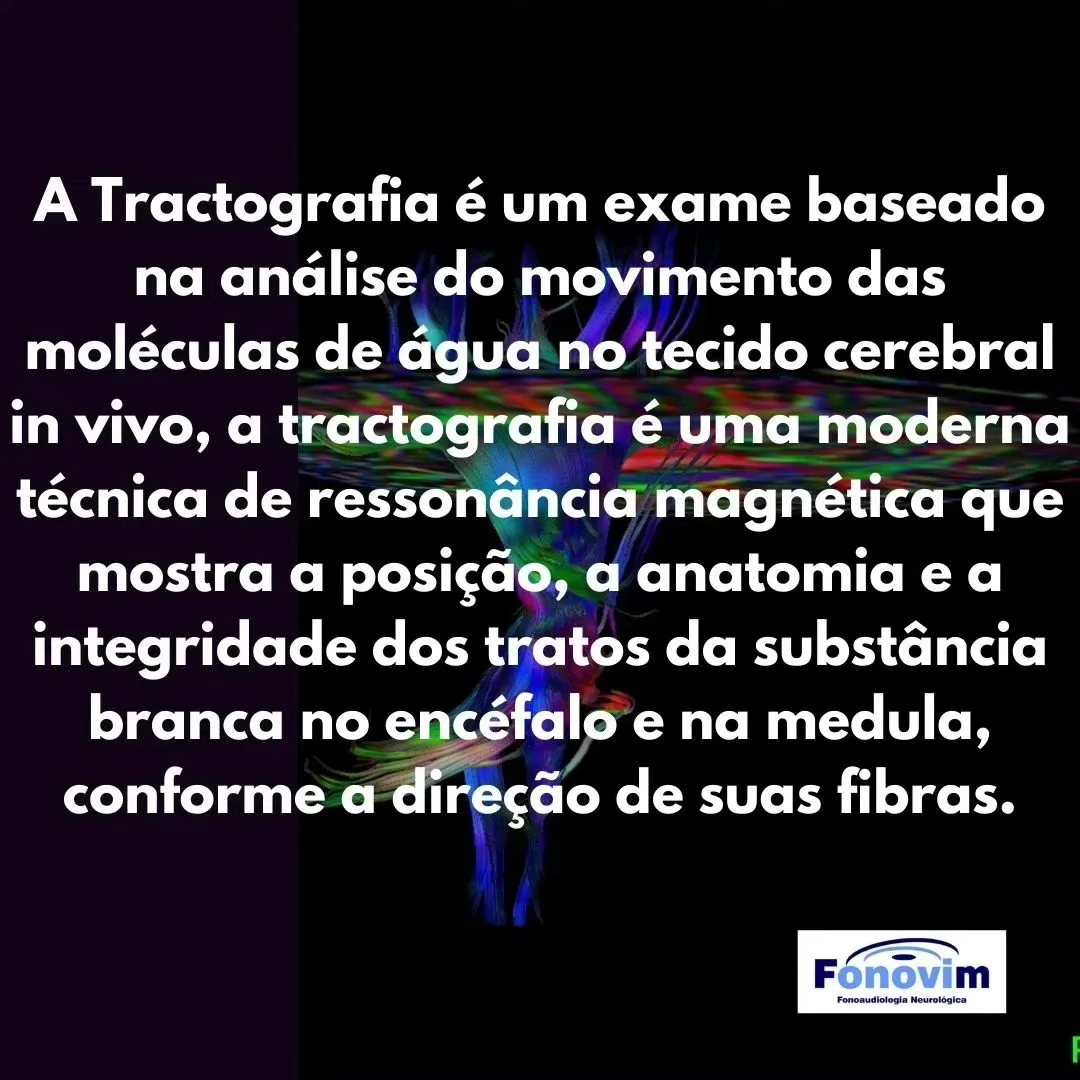 A Tractografia é um exame baseado
na análise do movimento das
moléculas de água no tecido cerebral
in vivo, a tractografia é uma moderna
técnica de ressonância magnética que
mostra a posição, a anatomia e a
integridade dos tratos da substância
branca no encéfalo e na medula,
conforme a direção de suas fibras.
Fonovim
Fonoaudiologia Neurológica